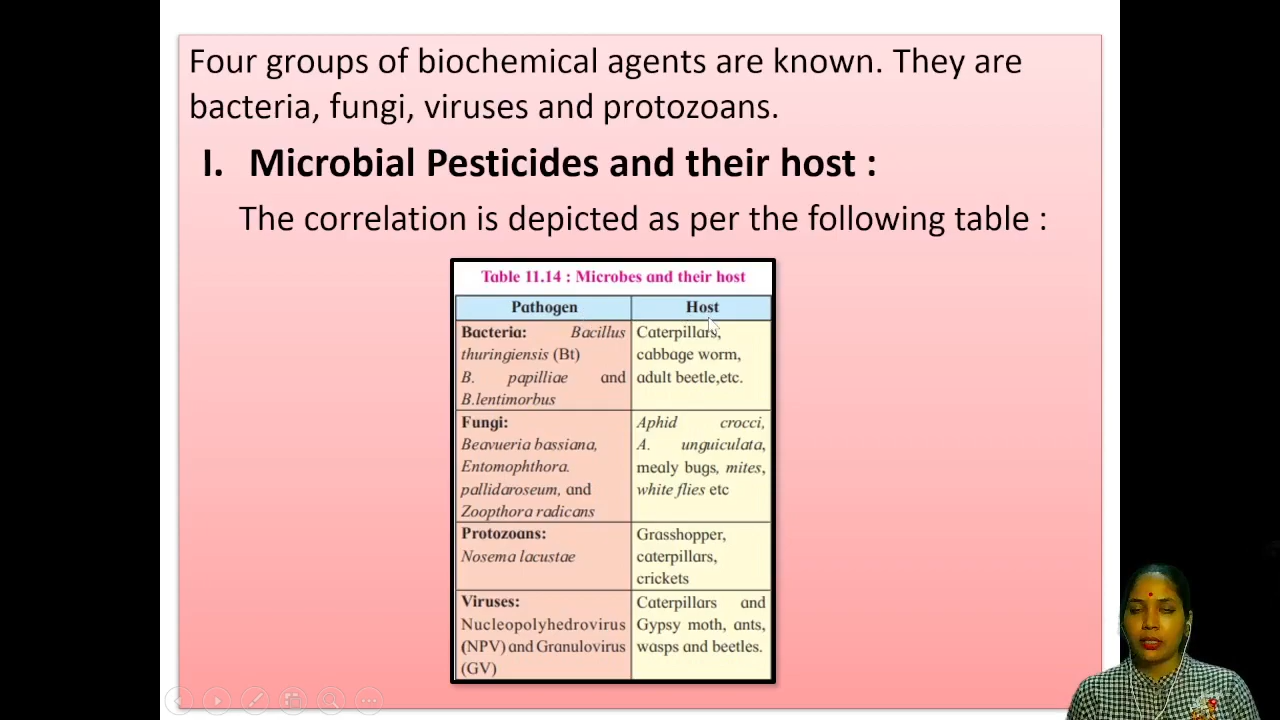 Four groups of biochemical agents are known. They are
bacteria, fungi, viruses and protozoans.
I. Microbial Pesticides and their host :
The correlation is depicted as per the following table :
Table 11.14 : Microbes and their host
Pathogen Host
Bacteria: Bacillus
thuringiensis (Bt)
B. papilliae and
B.lentimorbus
Caterpillars,
cabbage worm,
adult beetle,etc.
Fungi:
Beavueria bassiana,
Entomophthora.
pallidaroseum, and
Zoopthora radicans
Aphid crocci,
A. unguiculata,
mealy bugs, mites,
white flies etc
Protozoans:
Nosema lacustae
Grasshopper,
caterpillars,
crickets
Viruses:
Nucleopolyhedrovirus
(NPV) and Granulovirus
(GV)
Caterpillars and
Gypsy moth, ants,
wasps and beetles.